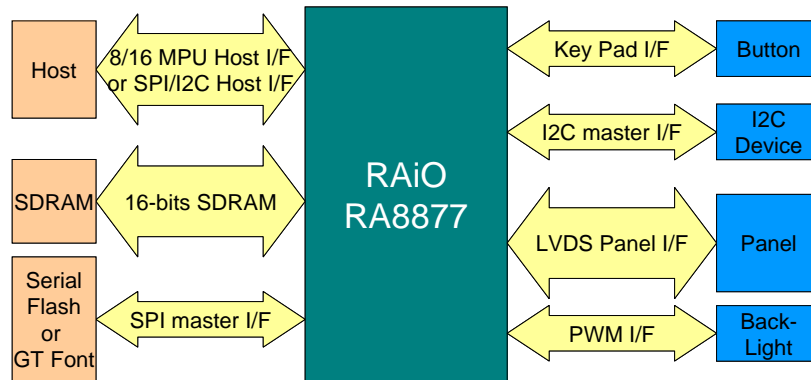 Host
8/16 MPU Host I/F
or SPI/I2C Host I/F
SDRAM
16-bits SDRAM
Serial
Flash
or
GT Font
SPI master I/F
RAiO
RA8877
Key Pad I/F
Button
I2C master I/F
I2C
Device
LVDS Panel I/F
Panel
PWM I/F
Back-
Light